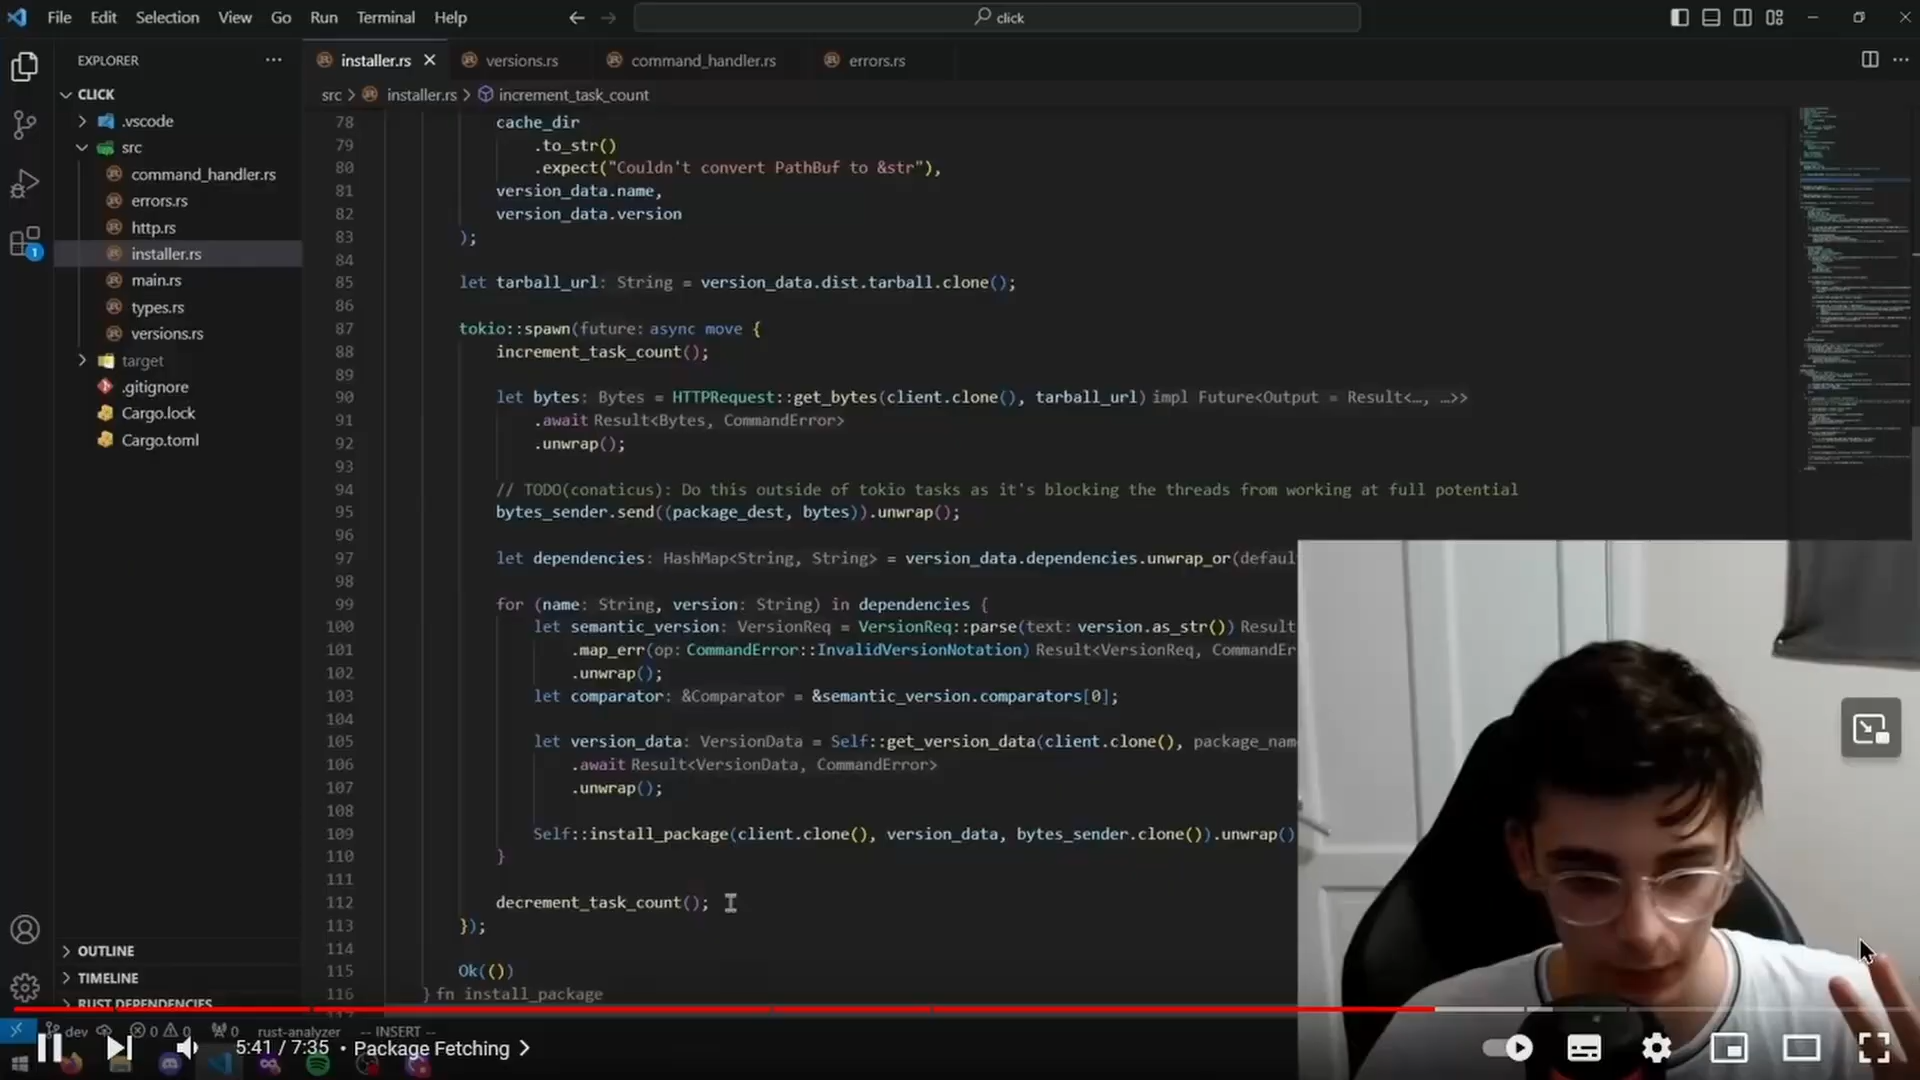 File Edit Selection View Go Run Terminal Help
click
EXPLORER
installer.rs
versions.rs
command_handler.rs
errors.rs
src > installer.rs > increment_task_count
CLICK
.vscode
src
command_handler.rs
errors.rs
http.rs
installer.rs
main.rs
types.rs
versions.rs
target
.gitignore
Cargo.lock
Cargo.toml
1
OUTLINE
TIMELINE
RUST DEPENDENCIES
78 cache_dir
79 .to_str()
80 .expect("Couldn't convert PathBuf to &str"),
81 version_data.name,
82 version_data.version
83 );
84
85 let tarball_url: String = version_data.dist.tarball.clone();
86
87 tokio::spawn(future: async move {
88 increment_task_count();
89
90 let bytes: Bytes = HTTPRequest::get_bytes(client.clone(), tarball_url) impl Future<Output = Result<…, …>>
91 .await Result<Bytes, CommandError>
92 .unwrap();
93
94 // TODO(conaticus): Do this outside of tokio tasks as it's blocking the threads from working at full potential
95 bytes_sender.send((package_dest, bytes)).unwrap();
96
97 let dependencies: HashMap<String, String> = version_data.dependencies.unwrap_or(defaul
98
99 for (name: String, version: String) in dependencies {
100 let semantic_version: VersionReq = VersionReq::parse(text: version.as_str()) Result
101 .map_err(op: CommandError::InvalidVersionNotation) Result<VersionReq, CommandEr
102 .unwrap();
103 let comparator: &Comparator = &semantic_version.comparators[0];
104
105 let version_data: VersionData = Self::get_version_data(client.clone(), package_nam
106 .await Result<VersionData, CommandError>
107 .unwrap();
108
109 Self::install_package(client.clone(), version_data, bytes_sender.clone()).unwrap()
110 }
111
112 decrement_task_count();
113 });
114
115 Ok(())
116 } fn install_package
dev 0 0 0 rust-analyzer -- INSERT --
5:41 / 7:35 • Package Fetching >